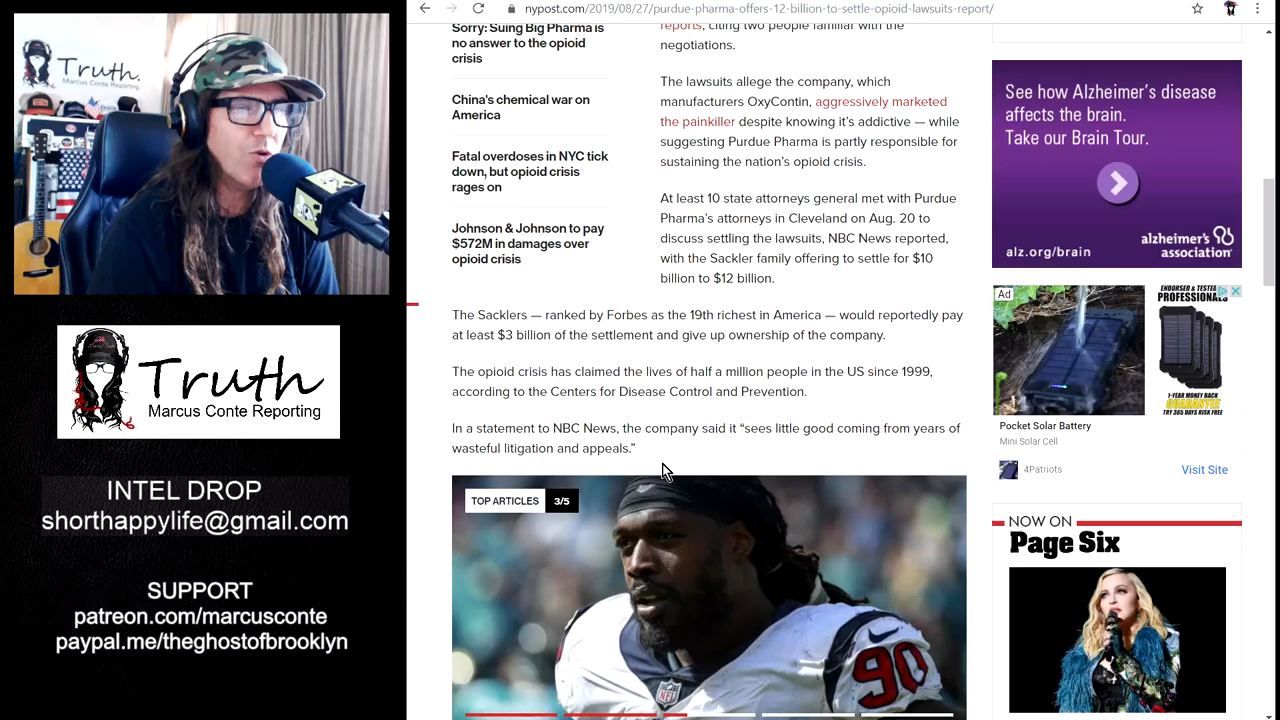 nypost.com/2019/08/27/purdue-pharma-offers-12-billion-to-settle-opioid-lawsuits-report/
Truth.
Marcus Conte Reporting
Truth
Marcus Conte Reporting
INTEL DROP
shorthappylife@gmail.com
SUPPORT
patreon.com/marcusconte
paypal.me/theghostofbrooklyn
Sorry: Suing Big Pharma is
no answer to the opioid
crisis
China's chemical war on
America
Fatal overdoses in NYC tick
down, but opioid crisis
rages on
Johnson & Johnson to pay
$572M in damages over
opioid crisis
reports, citing two people familiar with the
negotiations.
The lawsuits allege the company, which
manufacturers OxyContin, aggressively marketed
the painkiller despite knowing it’s addictive — while
suggesting Purdue Pharma is partly responsible for
sustaining the nation’s opioid crisis.
At least 10 state attorneys general met with Purdue
Pharma’s attorneys in Cleveland on Aug. 20 to
discuss settling the lawsuits, NBC News reported,
with the Sackler family offering to settle for $10
billion to $12 billion.
The Sacklers — ranked by Forbes as the 19th richest in America — would reportedly pay
at least $3 billion of the settlement and give up ownership of the company.
The opioid crisis has claimed the lives of half a million people in the US since 1999,
according to the Centers for Disease Control and Prevention.
In a statement to NBC News, the company said it “sees little good coming from years of
wasteful litigation and appeals.”
TOP ARTICLES 3/5
NFL
90
See how Alzheimer's disease
affects the brain.
Take our Brain Tour.
alz.org/brain
alzheimer's
association
Ad
ENDORSED & TESTED
PROFESSIONALS
GUARANTEE
TRY 365 DAYS RISK FREE
Pocket Solar Battery
Mini Solar Cell
4Patriots
Visit Site
NOW ON
Page Six